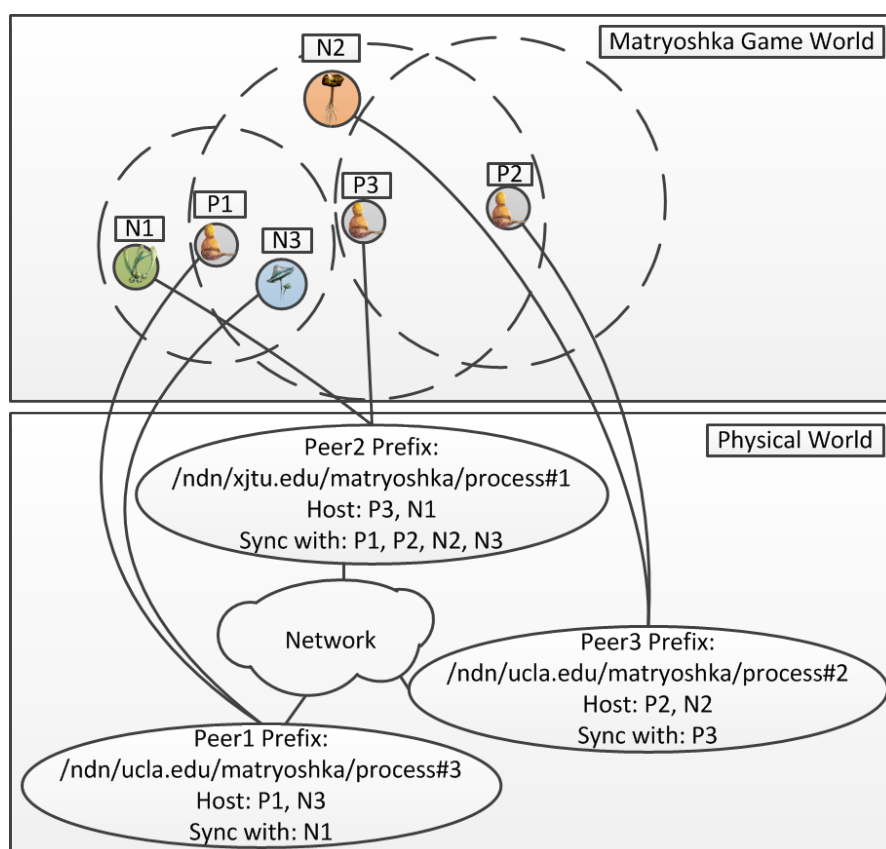 Matryoshka Game World
N2
P1
P3
P2
N1
N3
Physical World
Peer2 Prefix:
/ndn/xjtu.edu/matryoshka/process#1
Host: P3, N1
Sync with: P1, P2, N2, N3
Network
Peer3 Prefix:
/ndn/ucla.edu/matryoshka/process#2
Host: P2, N2
Sync with: P3
Peer1 Prefix:
/ndn/ucla.edu/matryoshka/process#3
Host: P1, N3
Sync with: N1